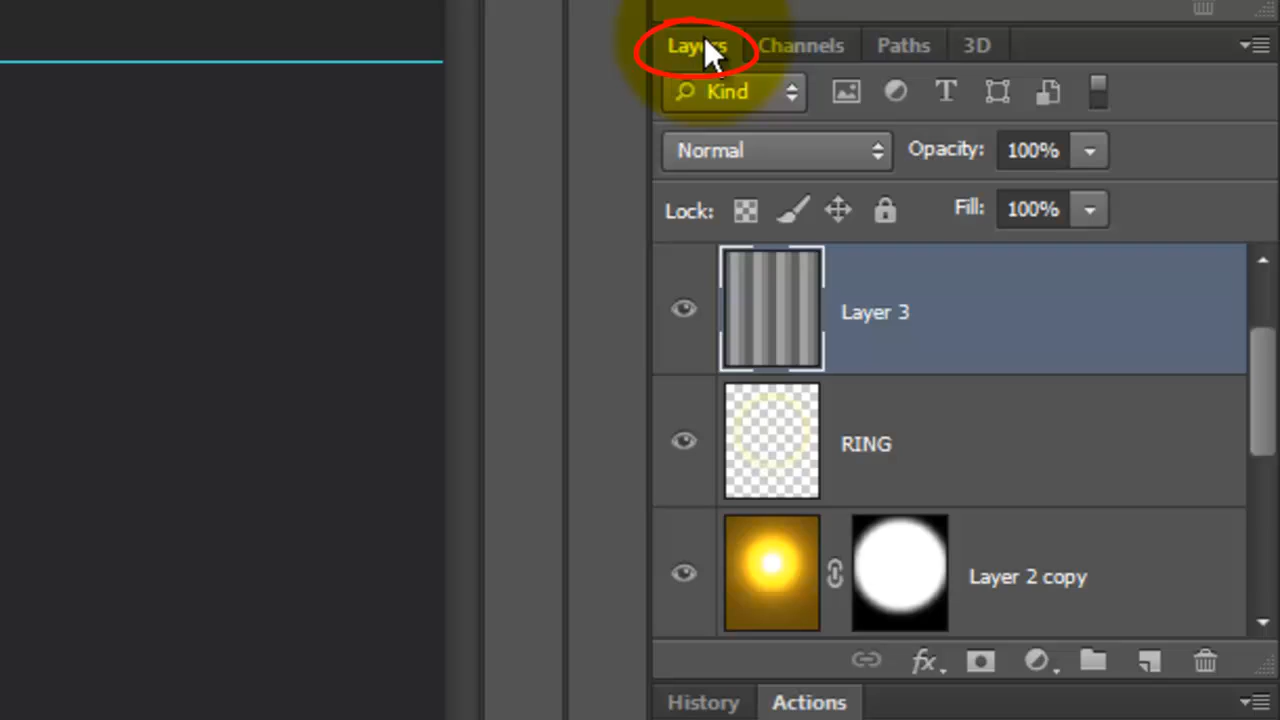 Layers Channels Paths 3D
Kind
Normal Opacity: 100%
Lock: Fill: 100%
Layer 3
RING
Layer 2 copy
fx
History Actions